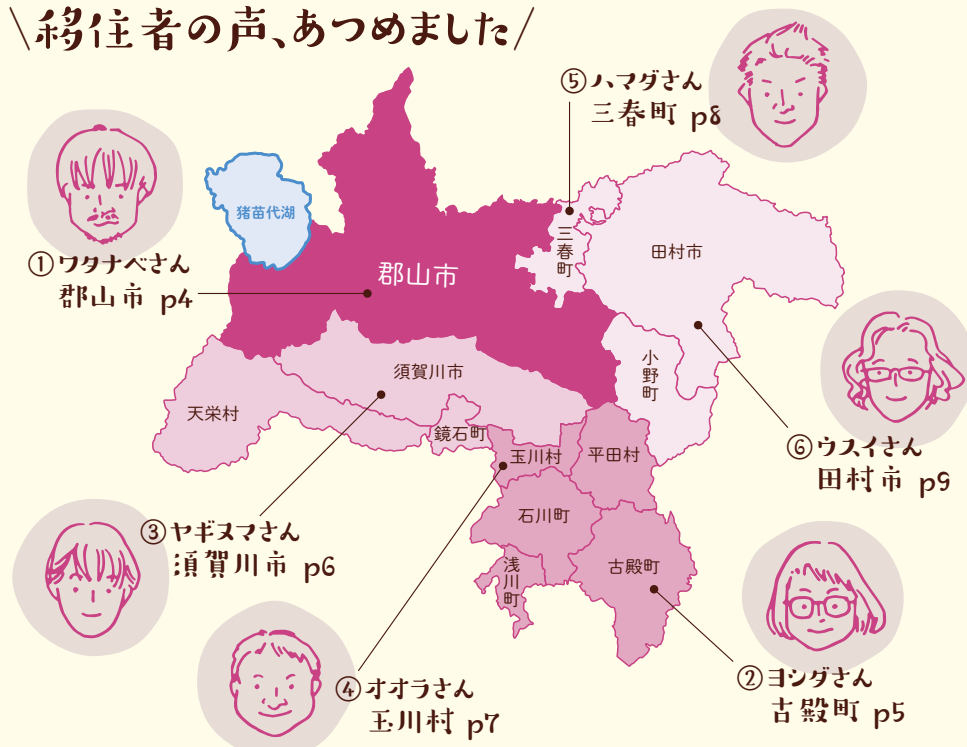 \移住者の声、あつめました/
⑤ハマダさん
三春町 p8
猪苗代湖
①ワタナベさん
郡山市 p4
郡山市
三春町
田村市
小野町
須賀川市
天栄村
鏡石町
玉川村
平田村
⑥ウスイさん
田村市 p9
石川町
③ヤギヌマさん
須賀川市 p6
浅川町
古殿町
④オオラさん
玉川村 p7
②ヨシダさん
古殿町 p5